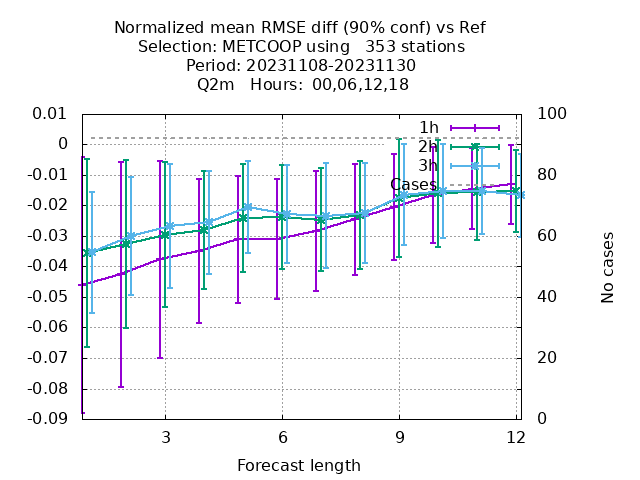 Normalized mean RMSE diff (90% conf) vs Ref
Selection: METCOOP using   353 stations
Period: 20231108-20231130
Q2m   Hours:  00,06,12,18
0.01
0
-0.01
-0.02
-0.03
-0.04
-0.05
-0.06
-0.07
-0.08
-0.09
100
80
60
40
20
0
1h
2h
3h
Cases
No cases
3
6
9
12
Forecast length